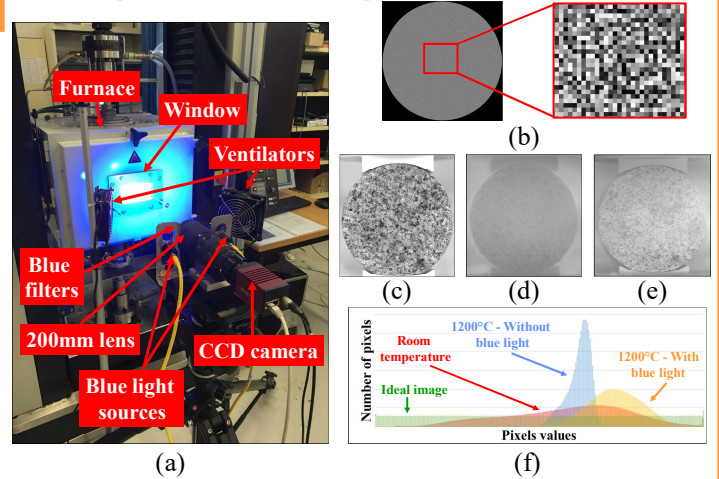 Furnace
Window
Ventilators
Blue
filters
200mm lens
CCD camera
Blue light
sources
(a)
(b)
(c)
(d)
(e)
Number of pixels
Room
temperature
1200°C - Without
blue light
1200°C - With
blue light
Ideal image
Pixels values
(f)